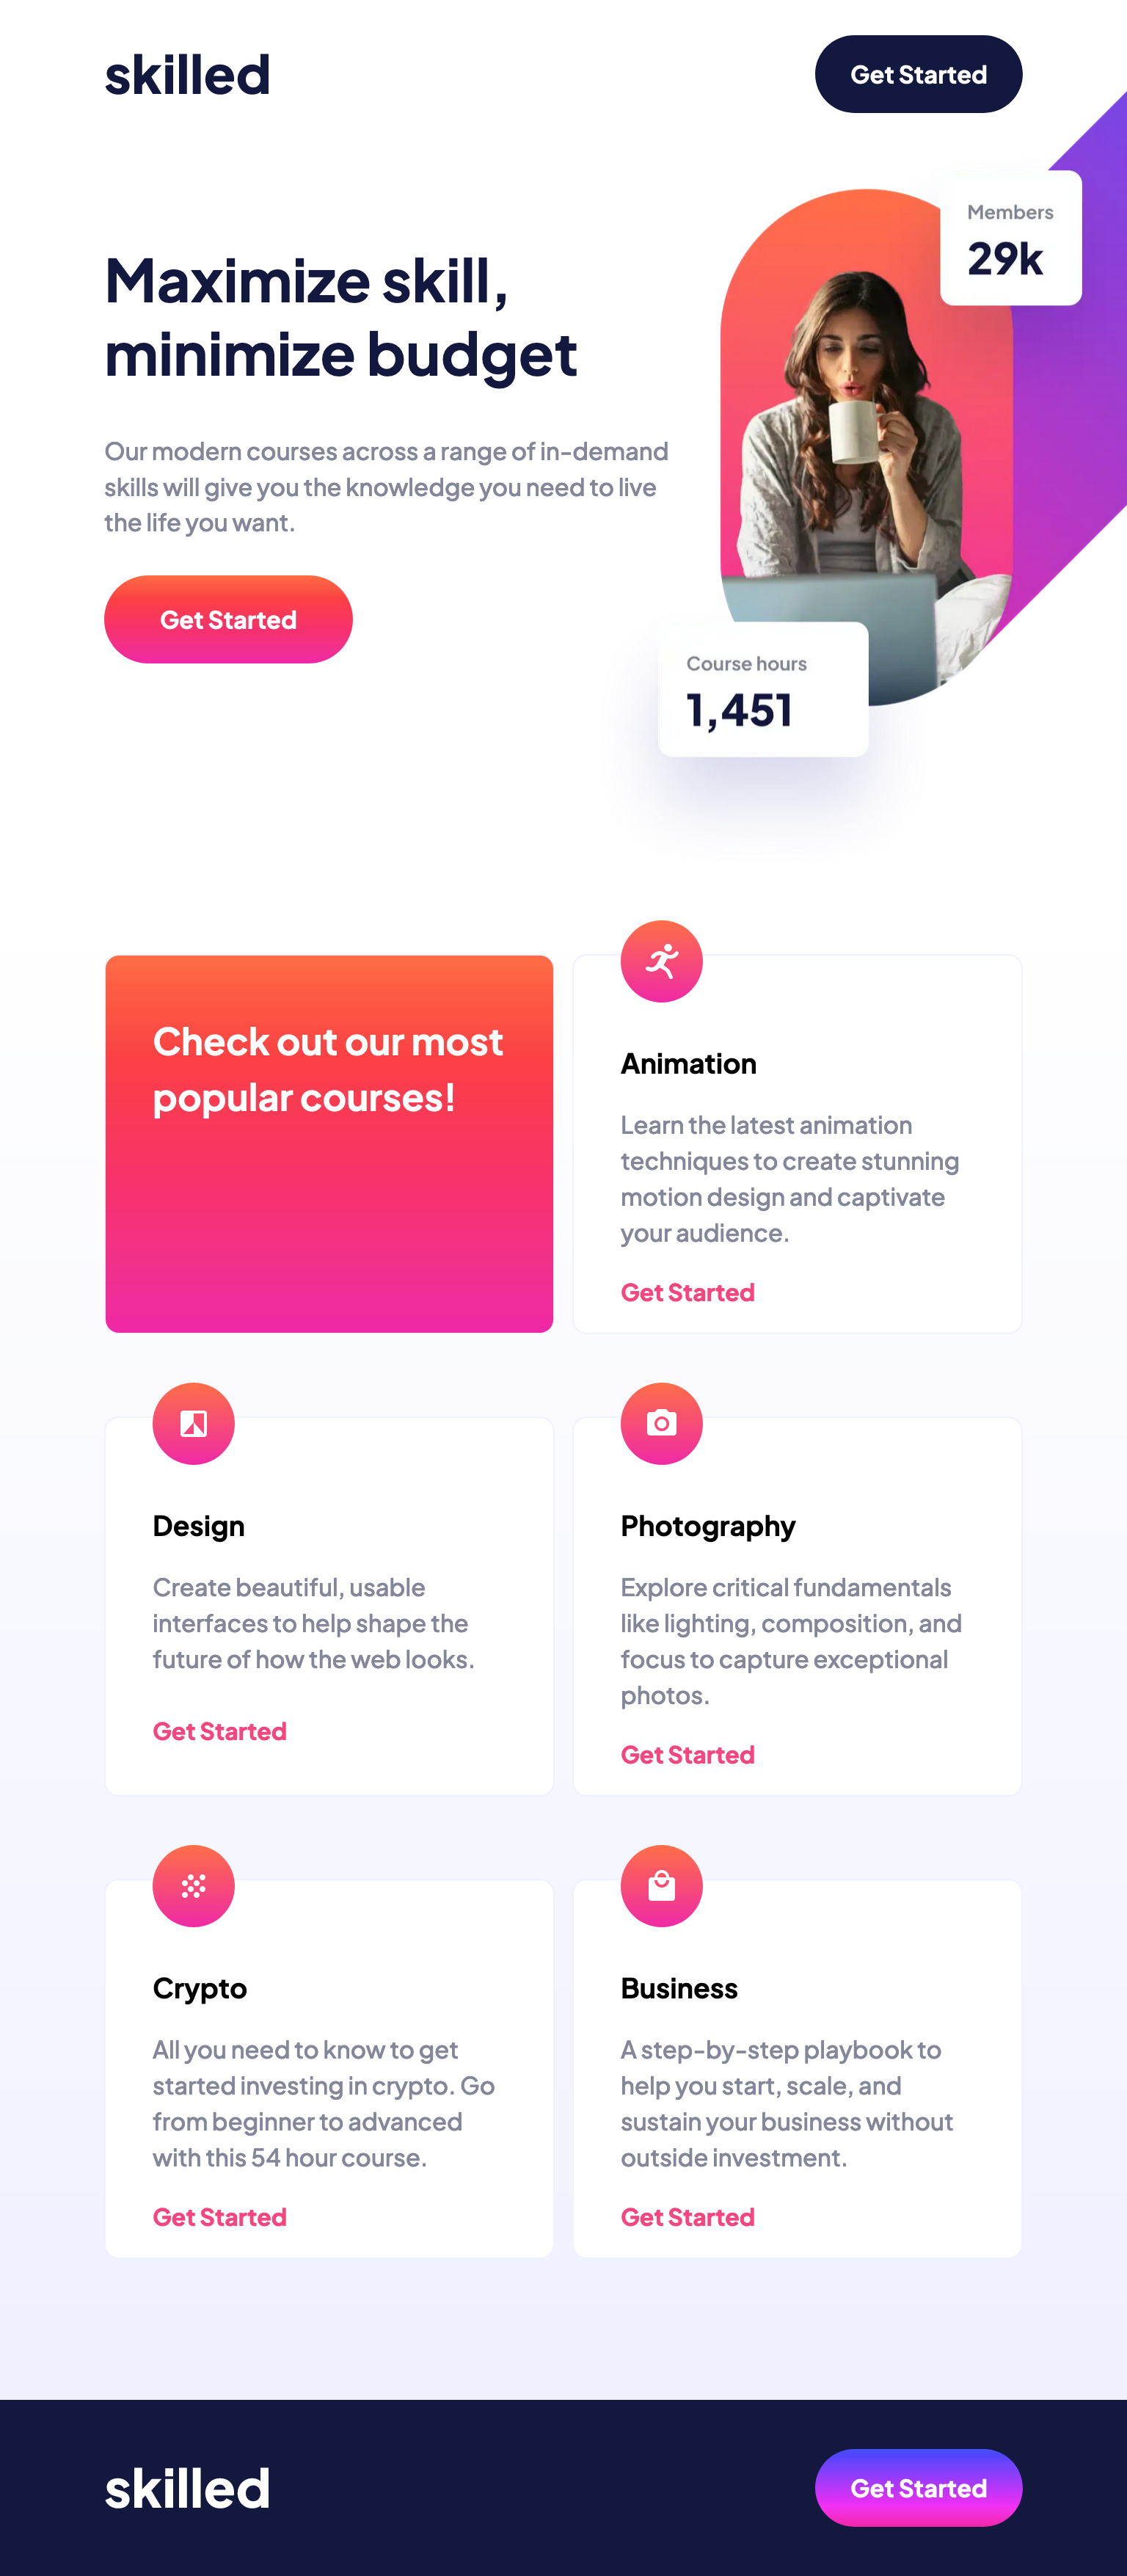 skilled
Get Started
Members
29k
Maximize skill,
minimize budget
Our modern courses across a range of in-demand
skills will give you the knowledge you need to live
the life you want.
Get Started
Course hours
1,451
Check out our most
popular courses!
Animation
Learn the latest animation
techniques to create stunning
motion design and captivate
your audience.
Get Started
Design
Create beautiful, usable
interfaces to help shape the
future of how the web looks.
Get Started
Photography
Explore critical fundamentals
like lighting, composition, and
focus to capture exceptional
photos.
Get Started
Crypto
All you need to know to get
started investing in crypto. Go
from beginner to advanced
with this 54 hour course.
Get Started
Business
A step-by-step playbook to
help you start, scale, and
sustain your business without
outside investment.
Get Started
skilled
Get Started